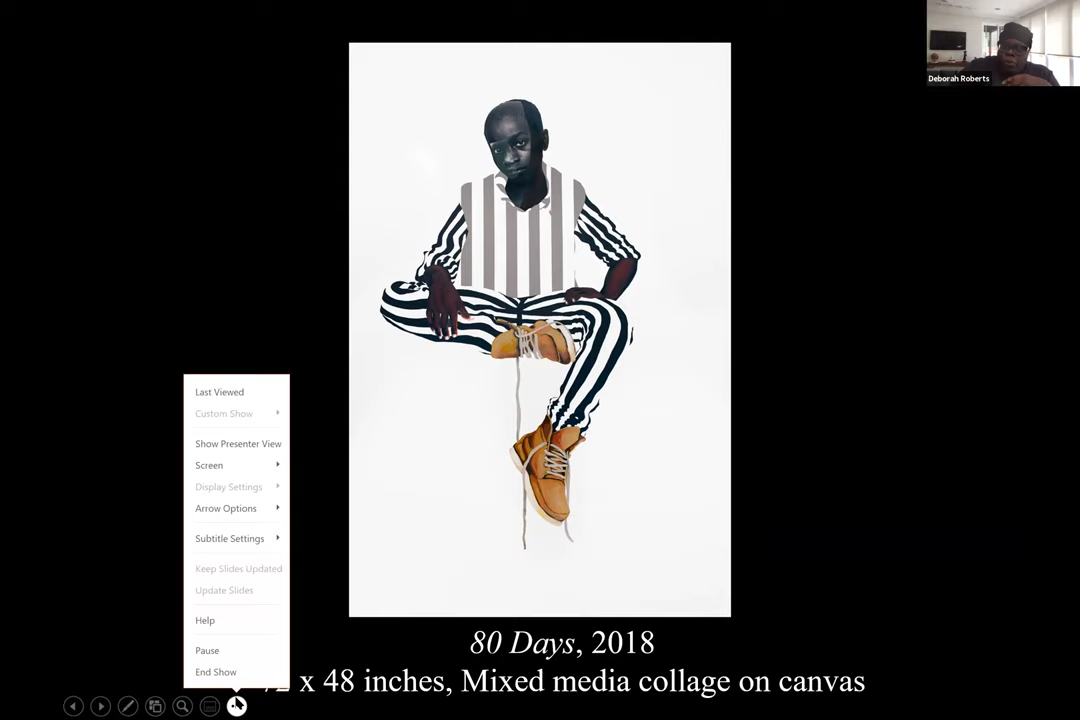 Deborah Roberts
Last Viewed
Custom Show
Show Presenter View
Screen
Display Settings
Arrow Options
Subtitle Settings
Keep Slides Updated
Update Slides
Help
Pause
End Show
80 Days, 2018
x 48 inches, Mixed media collage on canvas